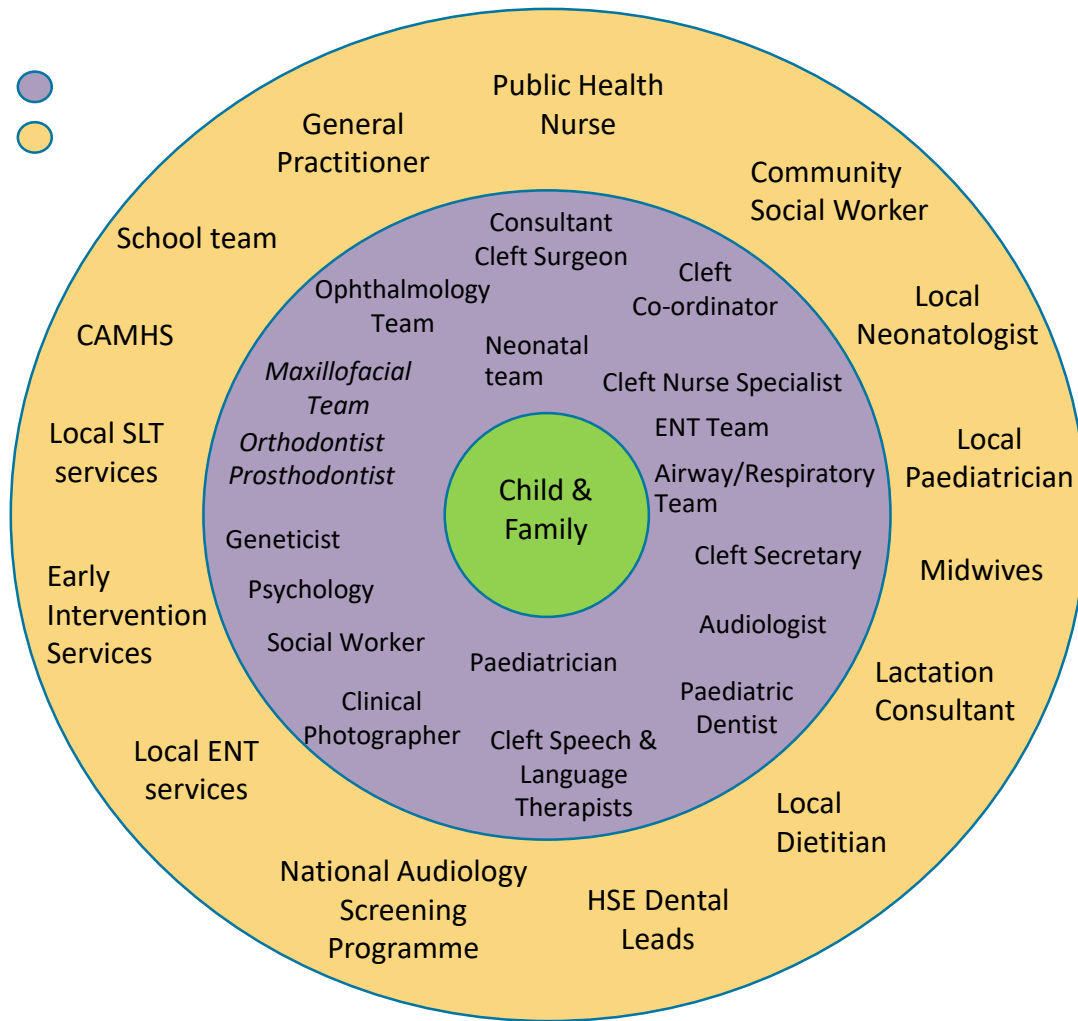 Public Health
Nurse
General
Practitioner
Community
Social Worker
School team
Consultant
Cleft Surgeon
Cleft
Co-ordinator
Ophthalmology
Team
Local
Neonatologist
CAMHS
Neonatal
team
Maxillofacial
Team
Cleft Nurse Specialist
ENT Team
Local SLT
services
Orthodontist
Prosthodontist
Local
Paediatrician
Airway/Respiratory
Team
Child &
Family
Geneticist
Cleft Secretary
Midwives
Early
Intervention
Services
Psychology
Audiologist
Social Worker
Paediatrician
Lactation
Consultant
Paediatric
Dentist
Clinical
Photographer
Cleft Speech &
Language
Therapists
Local ENT
services
Local
Dietitian
National Audiology
Screening
Programme
HSE Dental
Leads